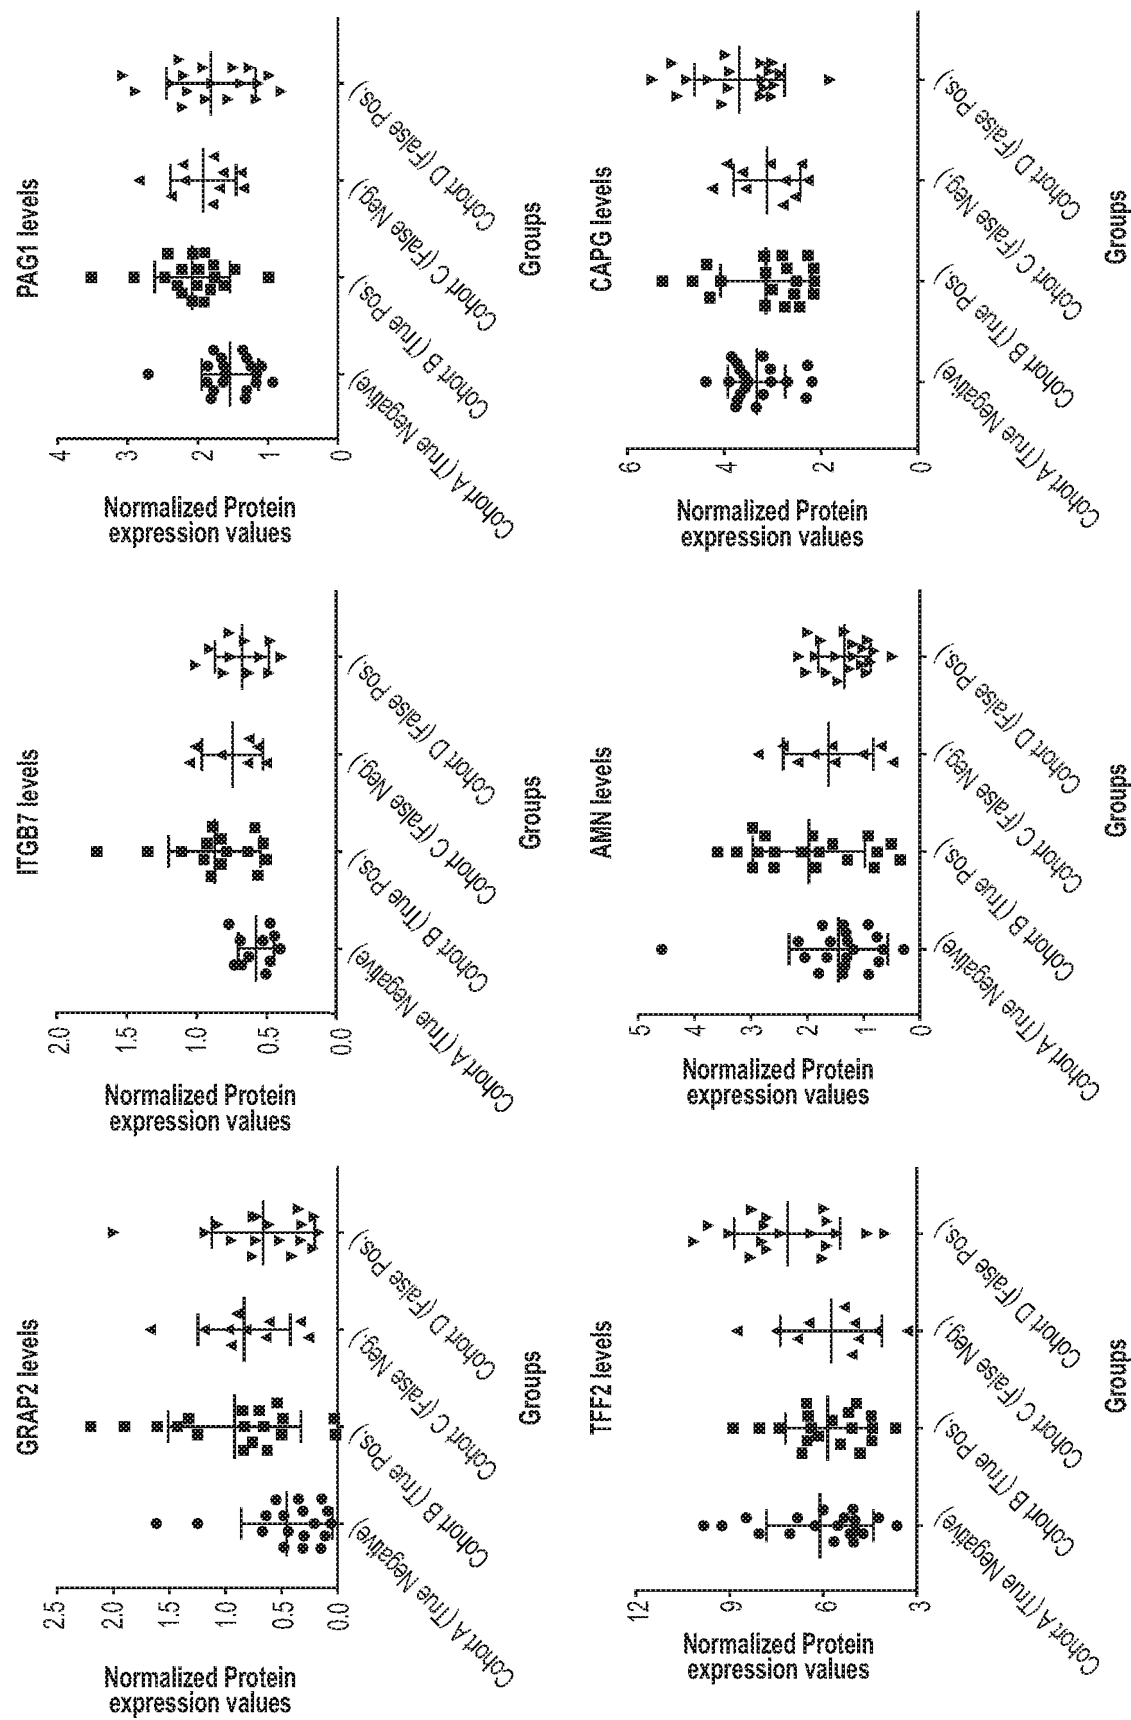 GRAP2 levels
Normalized Protein
expression values
2.5
2.0
1.5
1.0
0.5
0.0
Cohort A (True Negative)
Cohort B (True Pos.)
Cohort C (False Neg.)
Cohort D (False Pos.)
Groups
ITGB7 levels
Normalized Protein
expression values
2.0
1.5
1.0
0.5
0.0
Cohort A (True Negative)
Cohort B (True Pos.)
Cohort C (False Neg.)
Cohort D (False Pos.)
Groups
PAG1 levels
Normalized Protein
expression values
4
3
2
1
0
Cohort A (True Negative)
Cohort B (True Pos.)
Cohort C (False Neg.)
Cohort D (False Pos.)
Groups
TFF2 levels
Normalized Protein
expression values
12
9
6
3
Cohort A (True Negative)
Cohort B (True Pos.)
Cohort C (False Neg.)
Cohort D (False Pos.)
Groups
AMN levels
Normalized Protein
expression values
5
4
3
2
1
0
Cohort A (True Negative)
Cohort B (True Pos.)
Cohort C (False Neg.)
Cohort D (False Pos.)
Groups
CAPG levels
Normalized Protein
expression values
6
4
2
0
Cohort A (True Negative)
Cohort B (True Pos.)
Cohort C (False Neg.)
Cohort D (False Pos.)
Groups